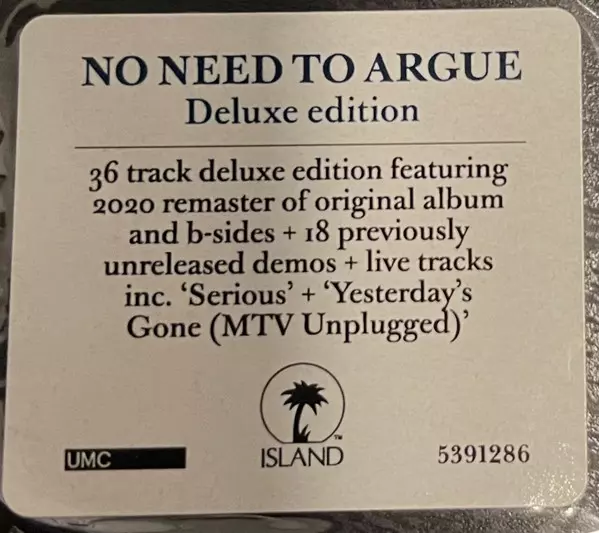 NO NEED TO ARGUE
Deluxe edition
36 track deluxe edition featuring
2020 remaster of original album
and b-sides + 18 previously
unreleased demos + live tracks
inc. ‘Serious’ + ‘Yesterday’s
Gone (MTV Unplugged)’
UMC
ISLAND™
5391286